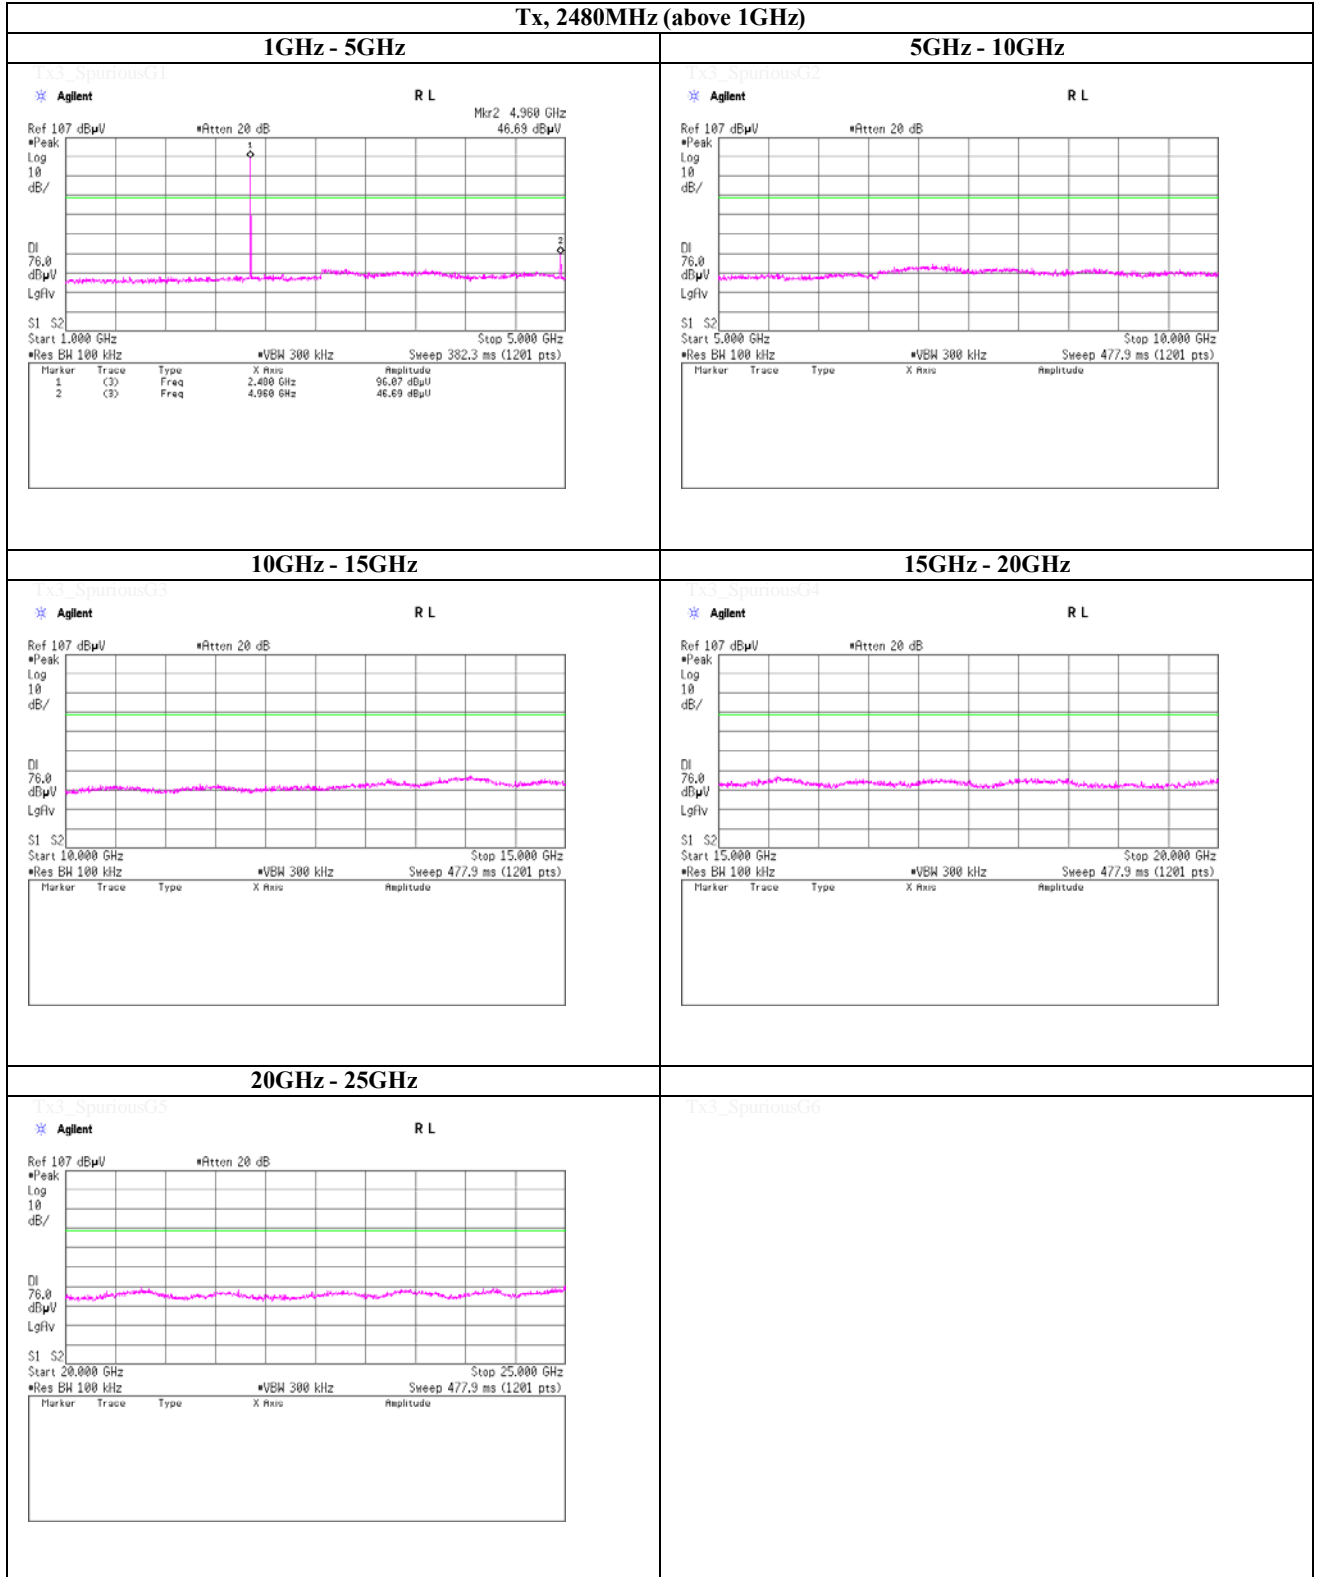 Tx, 2480MHz (above 1GHz)
1GHz - 5GHz
5GHz - 10GHz
Tx3_SpuriousG1
Agilent
R L
Mkr2 4.960 GHz
Ref 107 dBµV
#Atten 20 dB
46.69 dBµV
#Peak
Log
10
dB/
1
2
DI
76.0
dBµV
LgAv
S1 S2
Start 1.000 GHz
Stop 5.000 GHz
#Res BW 100 kHz
#VBW 300 kHz
Sweep 382.3 ms (1201 pts)
Marker Trace Type X Axis Amplitude
1 (3) Freq 2.480 GHz 96.07 dBµV
2 (3) Freq 4.960 GHz 46.69 dBµV
Tx3_SpuriousG2
Agilent
R L
Ref 107 dBµV
#Atten 20 dB
#Peak
Log
10
dB/
DI
76.0
dBµV
LgAv
S1 S2
Start 5.000 GHz
Stop 10.000 GHz
#Res BW 100 kHz
#VBW 300 kHz
Sweep 477.9 ms (1201 pts)
Marker Trace Type X Axis Amplitude
10GHz - 15GHz
15GHz - 20GHz
Tx3_SpuriousG3
Agilent
R L
Ref 107 dBµV
#Atten 20 dB
#Peak
Log
10
dB/
DI
76.0
dBµV
LgAv
S1 S2
Start 10.000 GHz
Stop 15.000 GHz
#Res BW 100 kHz
#VBW 300 kHz
Sweep 477.9 ms (1201 pts)
Marker Trace Type X Axis Amplitude
Tx3_SpuriousG4
Agilent
R L
Ref 107 dBµV
#Atten 20 dB
#Peak
Log
10
dB/
DI
76.0
dBµV
LgAv
S1 S2
Start 15.000 GHz
Stop 20.000 GHz
#Res BW 100 kHz
#VBW 300 kHz
Sweep 477.9 ms (1201 pts)
Marker Trace Type X Axis Amplitude
20GHz - 25GHz
Tx3_SpuriousG5
Agilent
R L
Ref 107 dBµV
#Atten 20 dB
#Peak
Log
10
dB/
DI
76.0
dBµV
LgAv
S1 S2
Start 20.000 GHz
Stop 25.000 GHz
#Res BW 100 kHz
#VBW 300 kHz
Sweep 477.9 ms (1201 pts)
Marker Trace Type X Axis Amplitude
Tx3_SpuriousG6